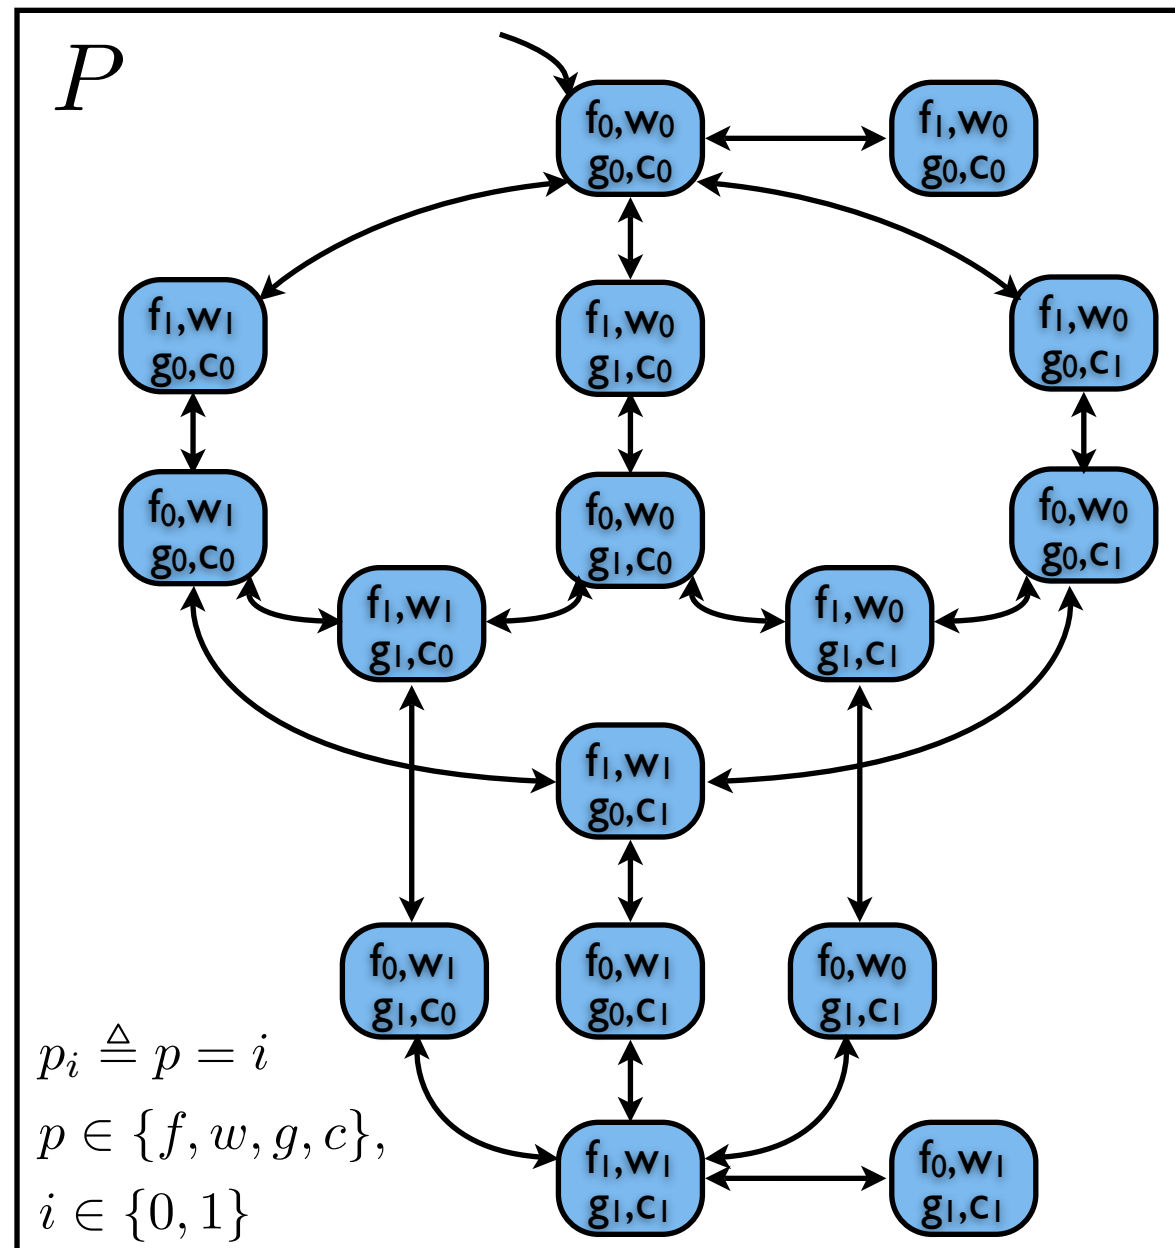 P
f₀,w₀
g₀,c₀
f₁,w₀
g₀,c₀
f₁,w₁
g₀,c₀
f₁,w₀
g₁,c₀
f₁,w₀
g₀,c₁
f₀,w₁
g₀,c₀
f₀,w₀
g₁,c₀
f₀,w₀
g₀,c₁
f₁,w₁
g₁,c₀
f₁,w₀
g₁,c₁
f₁,w₁
g₀,c₁
f₀,w₁
g₁,c₀
f₀,w₁
g₀,c₁
f₀,w₀
g₁,c₁
f₁,w₁
g₁,c₁
f₀,w₁
g₁,c₁
pᵢ ≜ p = i
p ∈ {f, w, g, c},
i ∈ {0, 1}